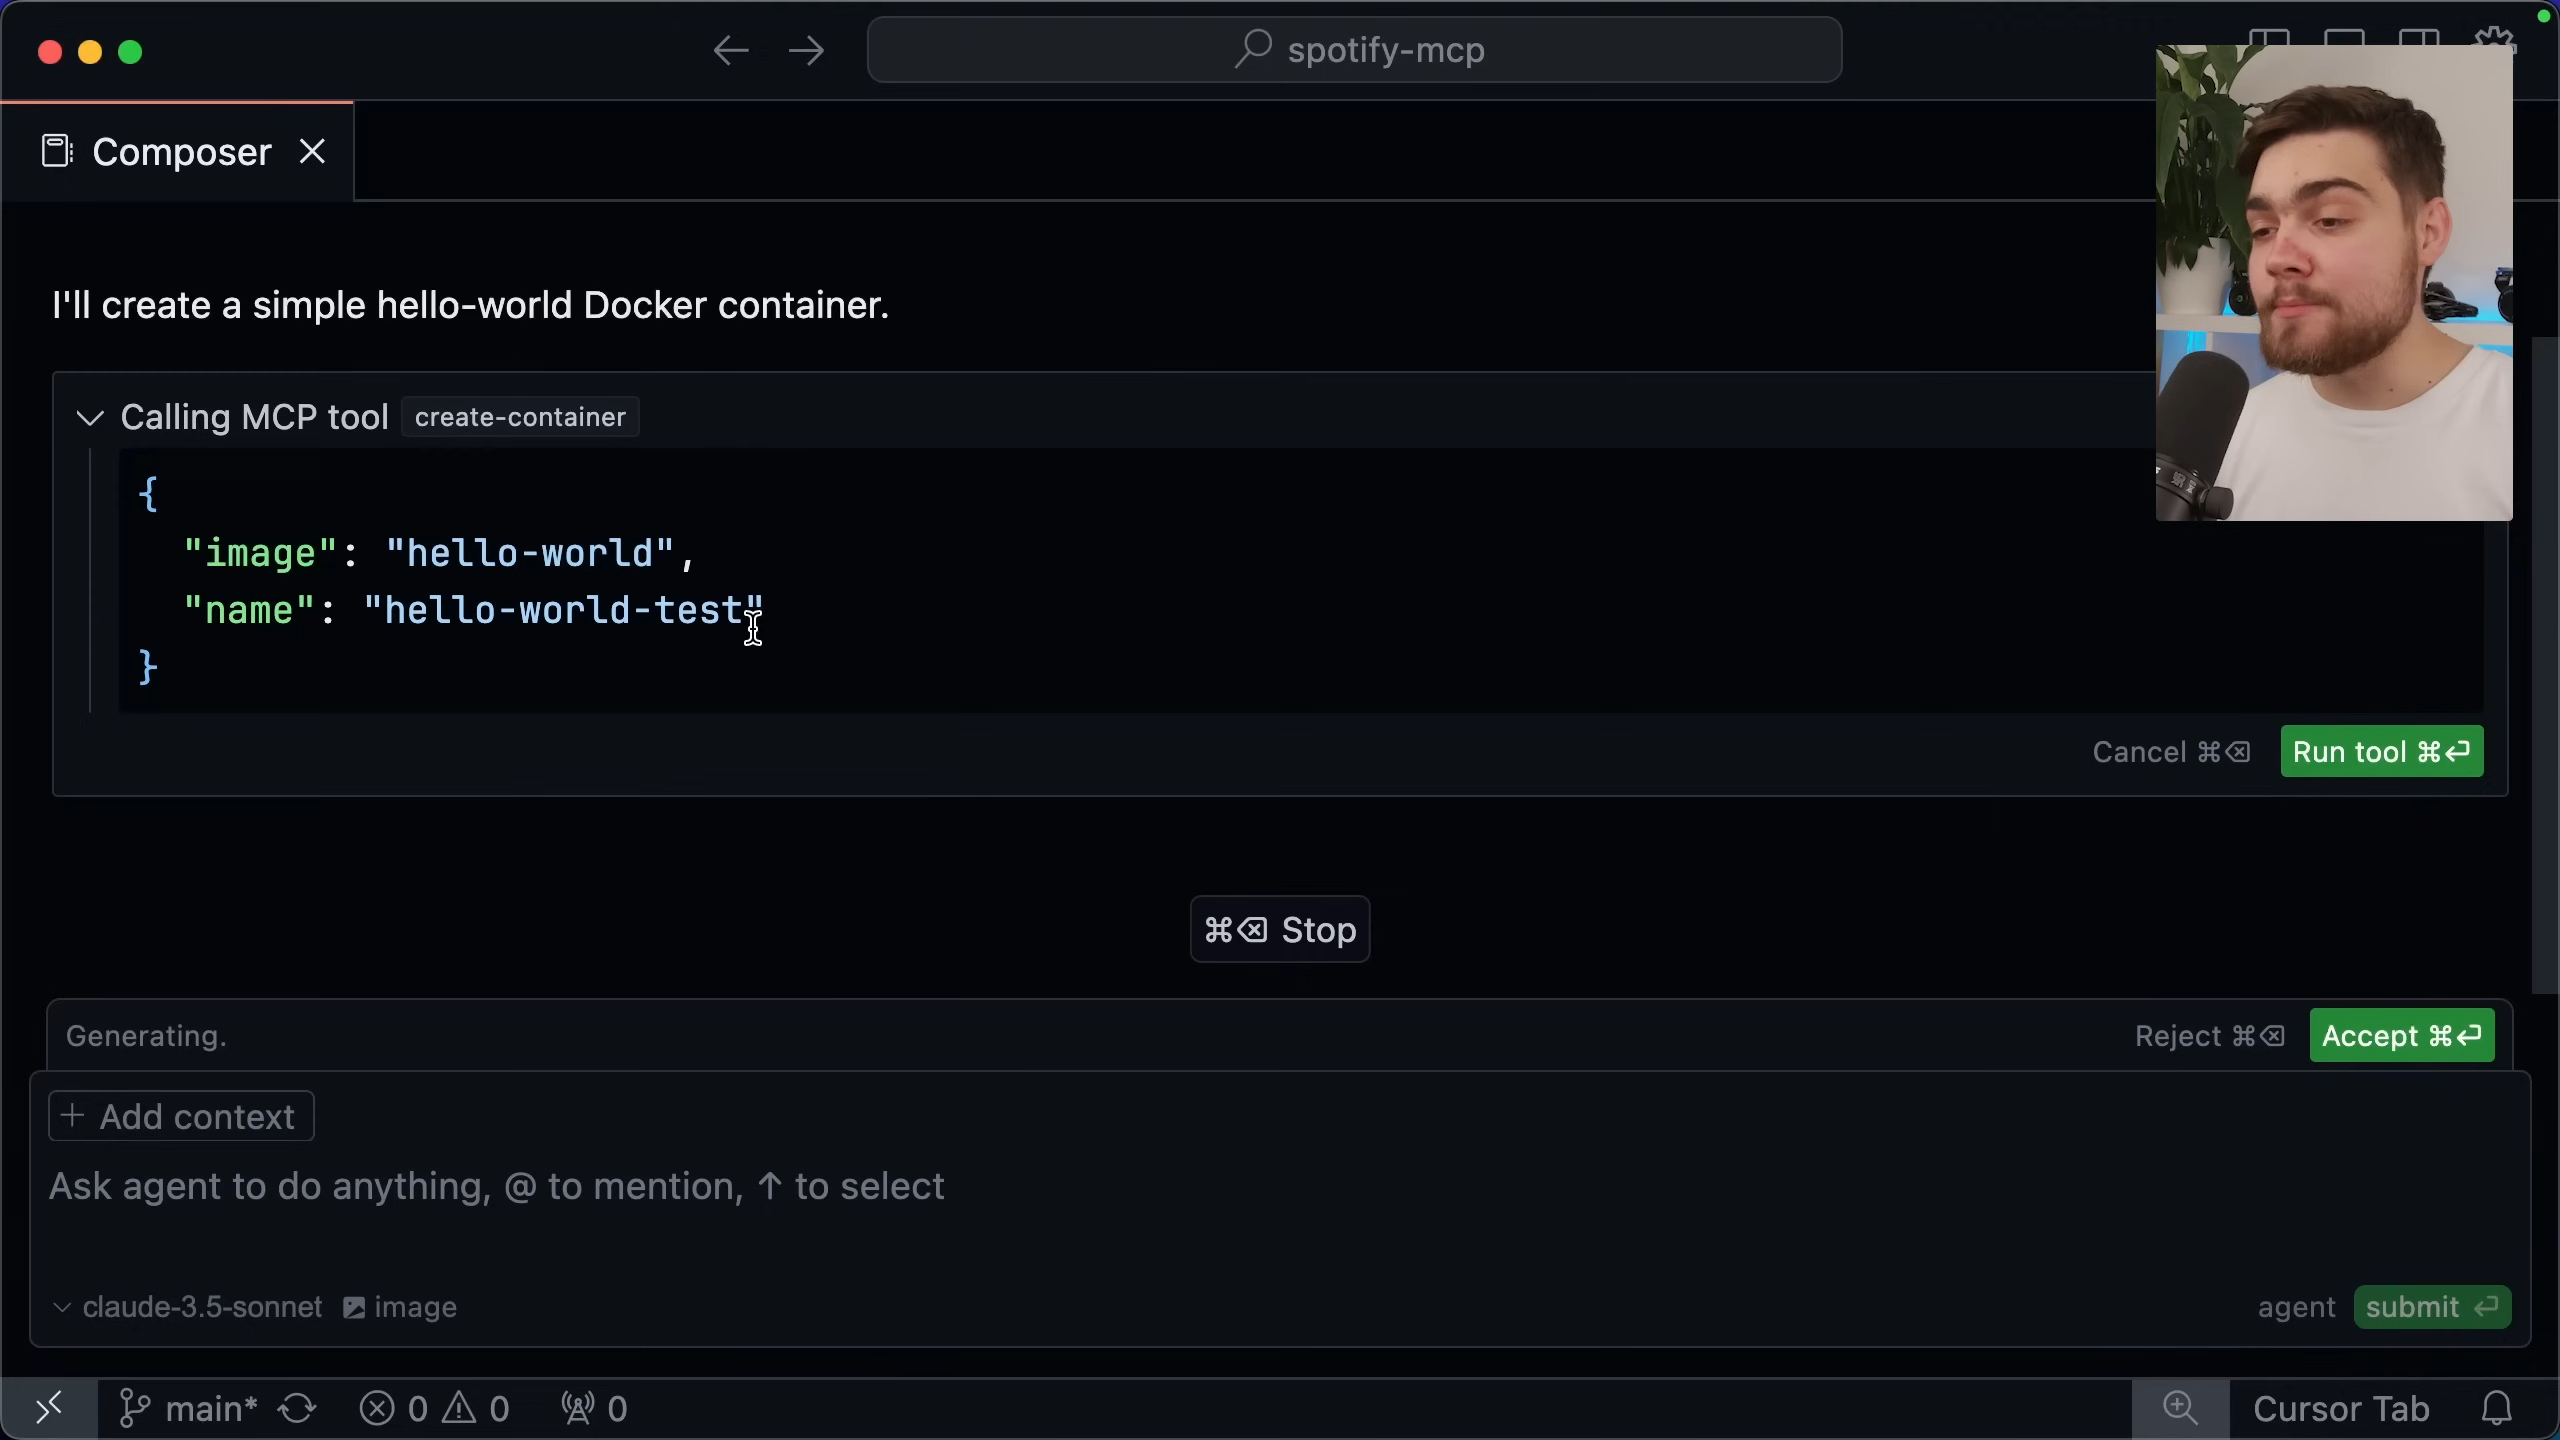 spotify-mcp
Composer
I'll create a simple hello-world Docker container.
Calling MCP tool create-container
{
"image": "hello-world",
"name": "hello-world-test"
}
Cancel ⌘⌫ Run tool ⌘⏎
⌘⌫ Stop
Generating. Reject ⌘⌫ Accept ⌘⏎
+ Add context
Ask agent to do anything, @ to mention, ↑ to select
claude-3.5-sonnet image agent submit ⏎
main* 0 0 0 Cursor Tab